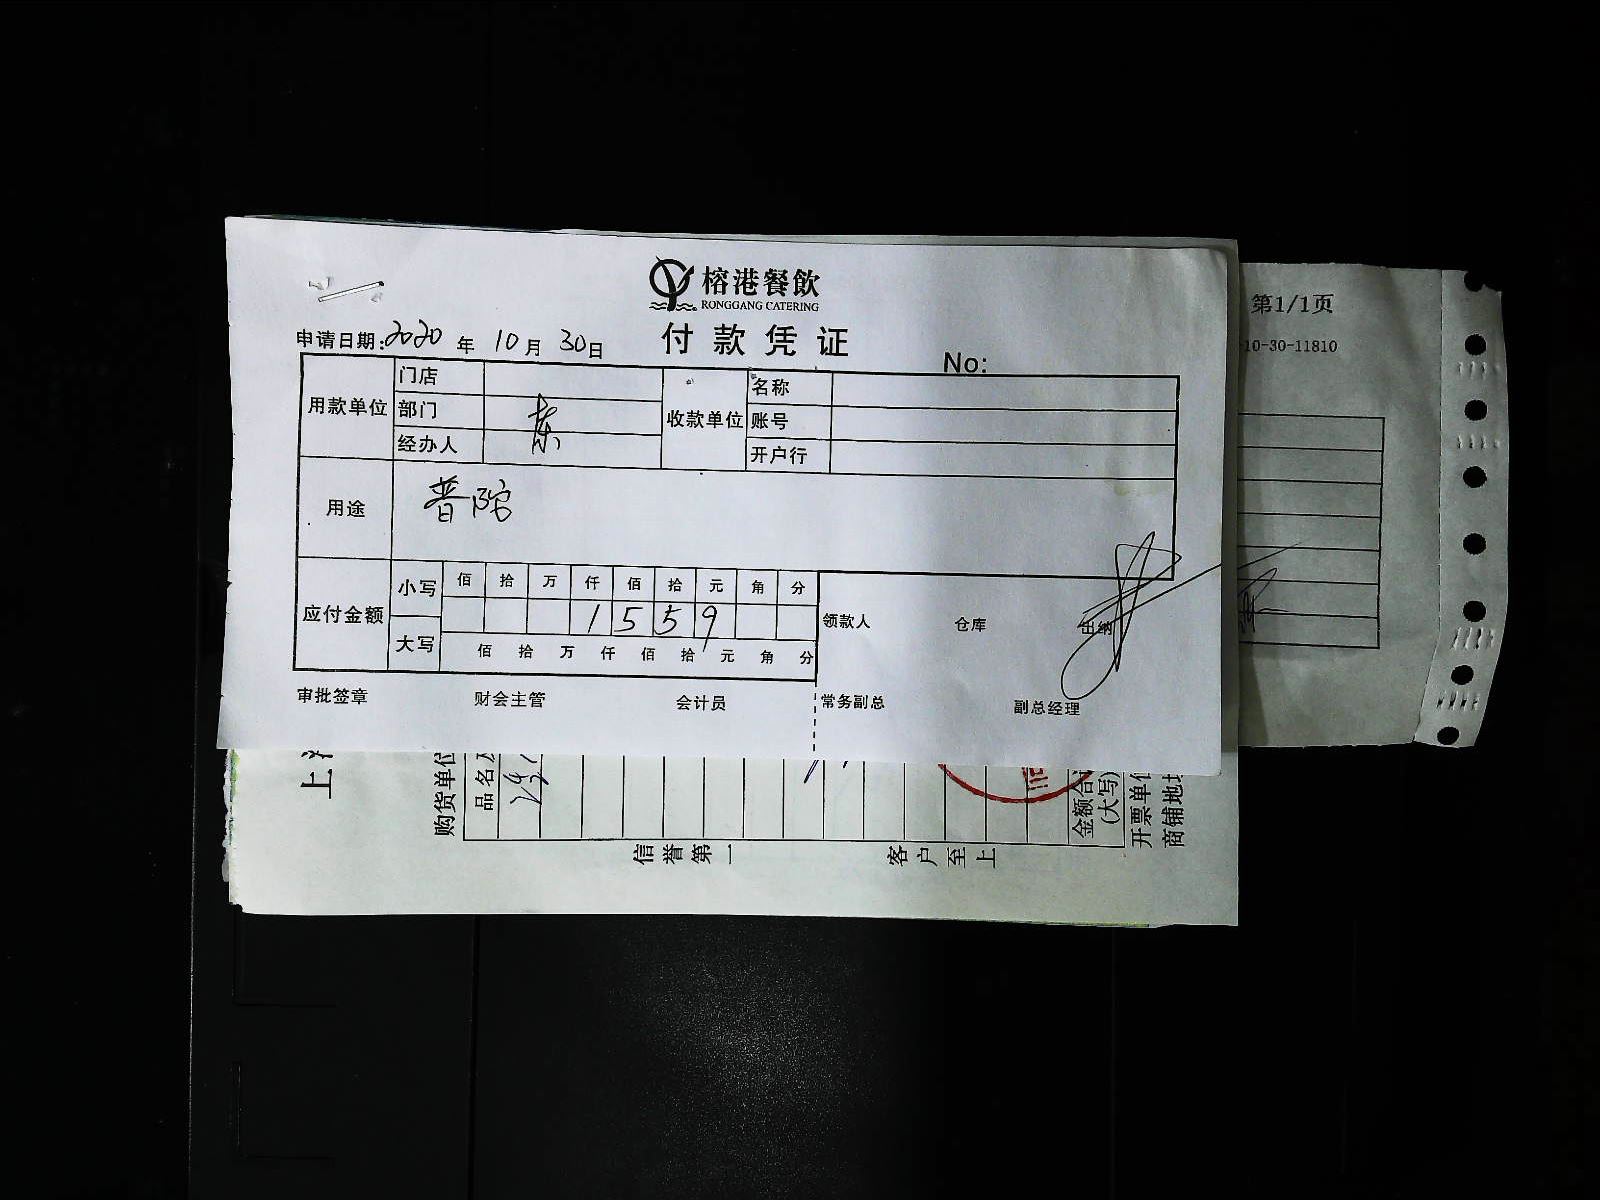 榕港餐飲
RONGGANG CATERING
付款凭证
申请日期:2020年10月30日
No:
用款单位
门店
部门
经办人
收款单位
名称
账号
开户行
用途
普陀
应付金额
小写
佰 拾 万 仟 佰 拾 元 角 分
1 5 5 9
大写
佰 拾 万 仟 佰 拾 元 角 分
领款人 仓库 出纳
审批签章 财会主管 会计员 常务副总 副总经理
第1/1页
10-30-11810
购货单位
品名及
金额合计
(大写)
开票单位
商铺地址
信誉第一 客户至上